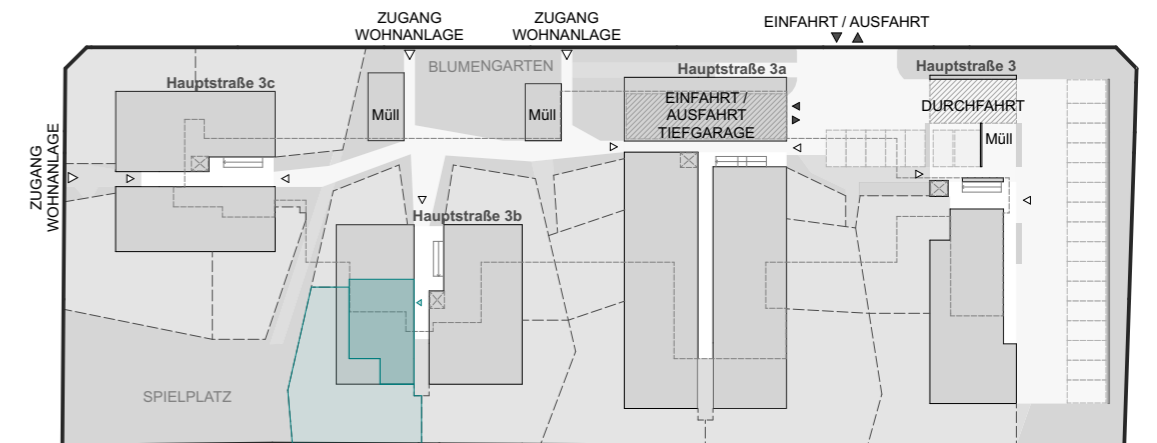 ZUGANG
WOHNANLAGE
ZUGANG
WOHNANLAGE
EINFAHRT / AUSFAHRT
BLUMENGARTEN
Hauptstraße 3a
Hauptstraße 3
Hauptstraße 3c
EINFAHRT /
AUSFAHRT
TIEFGARAGE
DURCHFAHRT
Müll
Müll
Müll
ZUGANG
WOHNANLAGE
Hauptstraße 3b
SPIELPLATZ